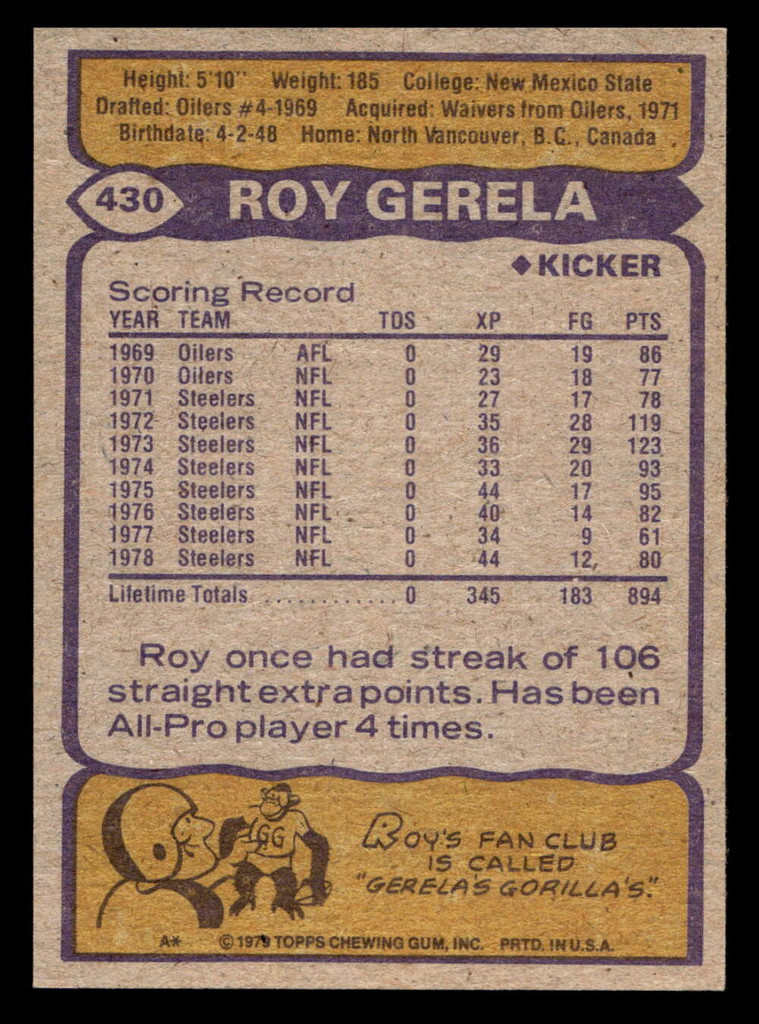 Height: 5'10" Weight: 185 College: New Mexico State
Drafted: Oilers #4-1969 Acquired: Waivers from Oilers, 1971
Birthdate: 4-2-48 Home: North Vancouver, B.C., Canada
430 ROY GERELA
◆KICKER
Scoring Record
YEAR TEAM TDS XP FG PTS
1969 Oilers AFL 0 29 19 86
1970 Oilers NFL 0 23 18 77
1971 Steelers NFL 0 27 17 78
1972 Steelers NFL 0 35 28 119
1973 Steelers NFL 0 36 29 123
1974 Steelers NFL 0 33 20 93
1975 Steelers NFL 0 44 17 95
1976 Steelers NFL 0 40 14 82
1977 Steelers NFL 0 34 9 61
1978 Steelers NFL 0 44 12 80
Lifetime Totals ............ 0 345 183 894
Roy once had streak of 106
straight extra points. Has been
All-Pro player 4 times.
GG
ROY'S FAN CLUB
IS CALLED
"GERELA'S GORILLA'S."
A* ©1979 TOPPS CHEWING GUM, INC. PRTD. IN U.S.A.